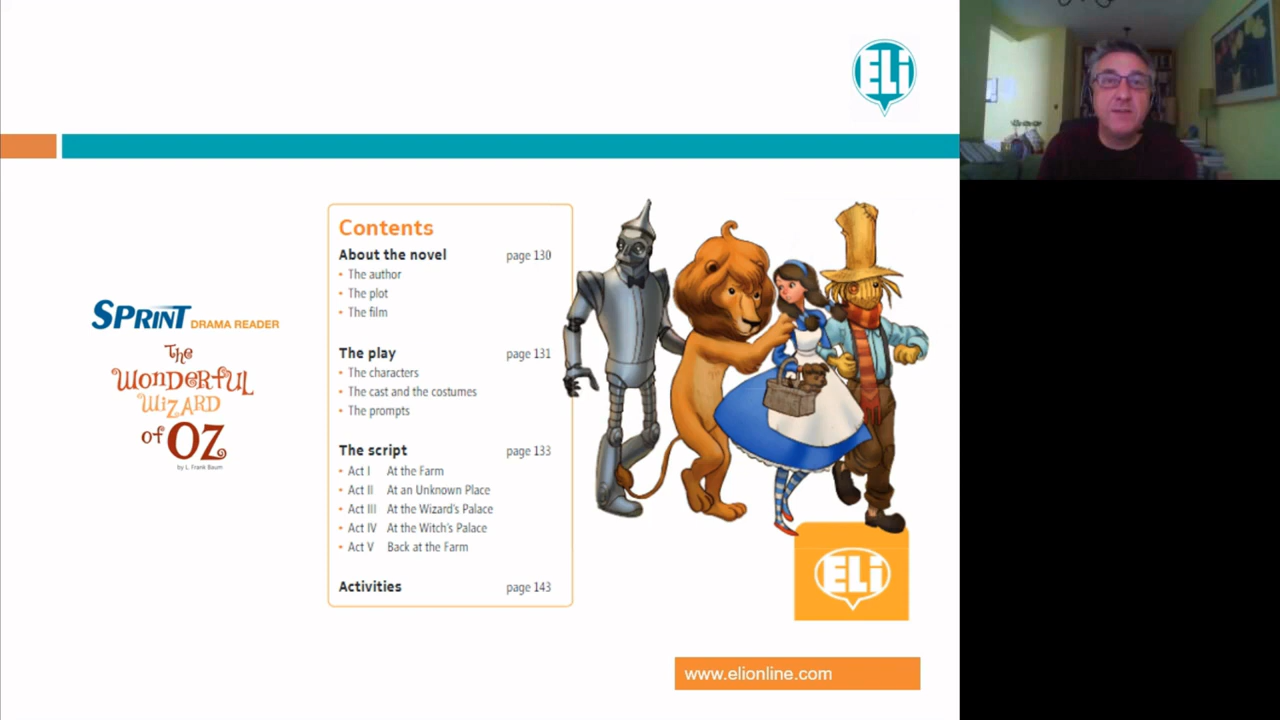 ELi
SPRINT DRAMA READER
The
Wonderful
Wizard
of OZ
by L. Frank Baum
Contents
About the novel page 130
• The author
• The plot
• The film
The play page 131
• The characters
• The cast and the costumes
• The prompts
The script page 133
• Act I At the Farm
• Act II At an Unknown Place
• Act III At the Wizard's Palace
• Act IV At the Witch's Palace
• Act V Back at the Farm
Activities page 143
ELi
www.elionline.com